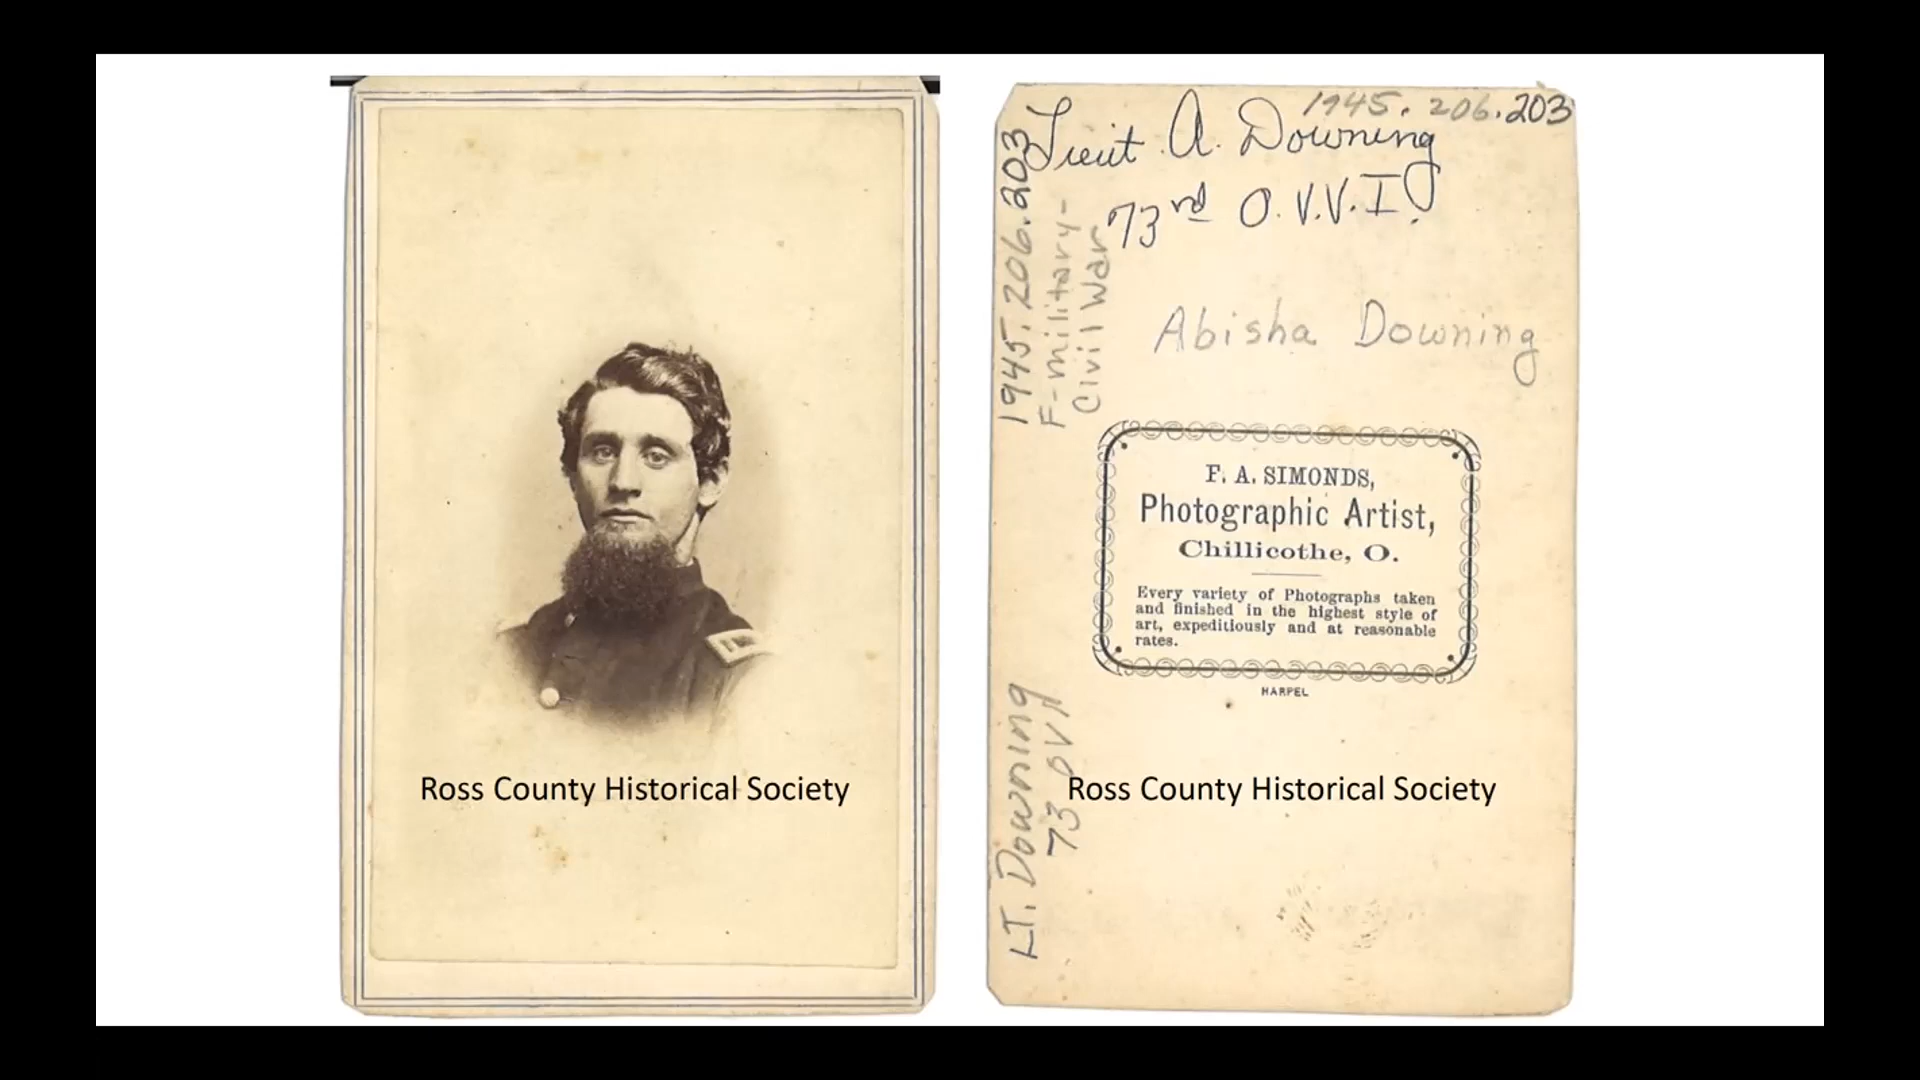 Ross County Historical Society
1945.206.203
Lieut. A. Downing
73rd O.V.V.I.
1945.206.203
F-military-
Civil War
Abisha Downing
F. A. SIMONDS,
Photographic Artist,
Chillicothe, O.
Every variety of Photographs taken
and finished in the highest style of
art, expeditiously and at reasonable
rates.
HARPEL
LT. Downing
73 OVI
Ross County Historical Society